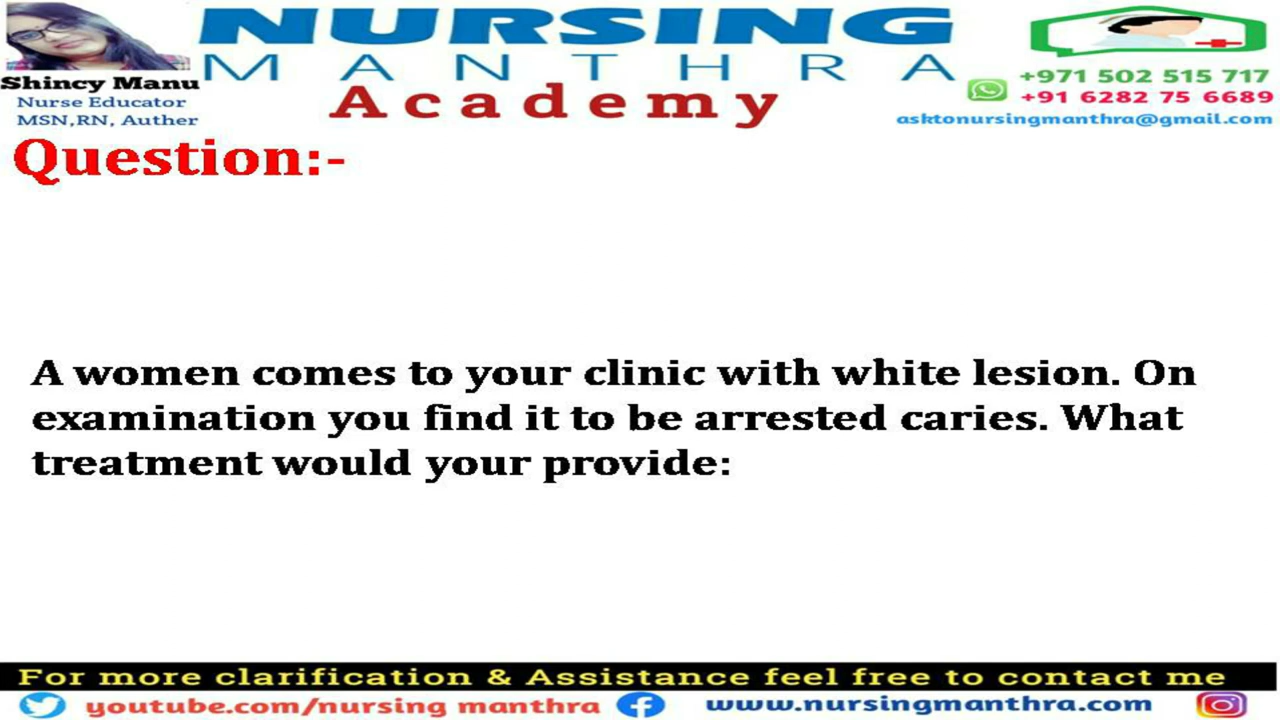 NURSING
MANTHRA
Academy
Shincy Manu
Nurse Educator
MSN,RN, Auther
+971 502 515 717
+91 6282 75 6689
asktonursingmanthra@gmail.com
Question:-
A women comes to your clinic with white lesion. On
examination you find it to be arrested caries. What
treatment would your provide:
For more clarification & Assistance feel free to contact me
youtube.com/nursing manthra
www.nursingmanthra.com